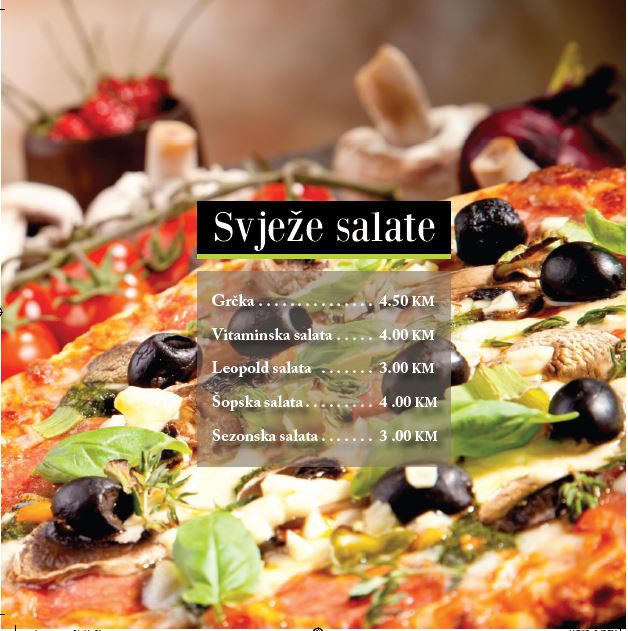 Svježe salate
Grčka . . . . . . . . . . . . . . . 4.50 KM
Vitaminska salata . . . . . 4.00 KM
Leopold salata . . . . . . . 3.00 KM
Šopska salata . . . . . . . . . 4 .00 KM
Sezonska salata . . . . . . . 3 .00 KM